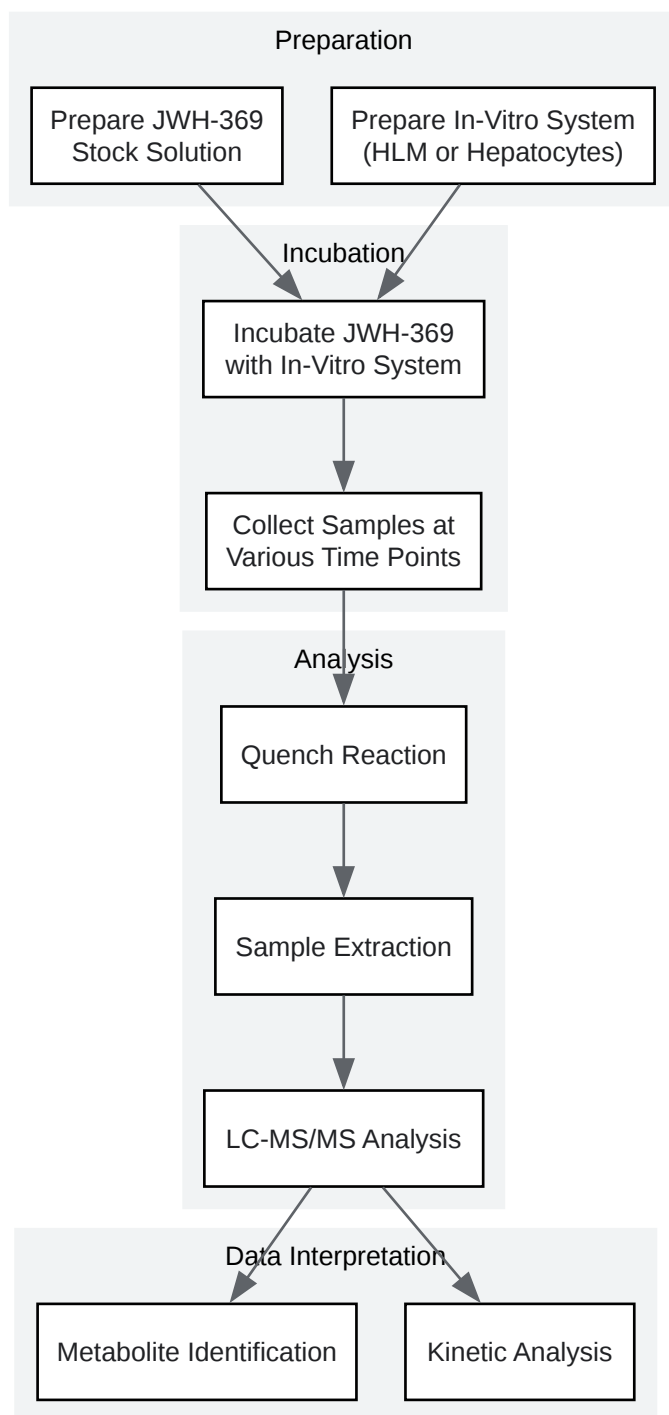 Preparation
Prepare JWH-369
Stock Solution
Prepare In-Vitro System
(HLM or Hepatocytes)
Incubation
Incubate JWH-369
with In-Vitro System
Collect Samples at
Various Time Points
Analysis
Quench Reaction
Sample Extraction
LC-MS/MS Analysis
Data Interpretation
Metabolite Identification
Kinetic Analysis